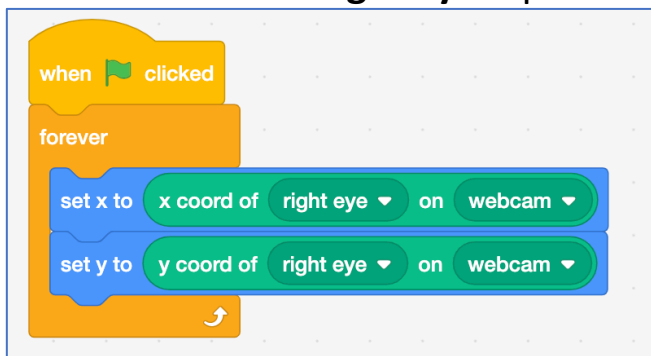 when clicked
forever
set x to x coord of right eye on webcam
set y to y coord of right eye on webcam